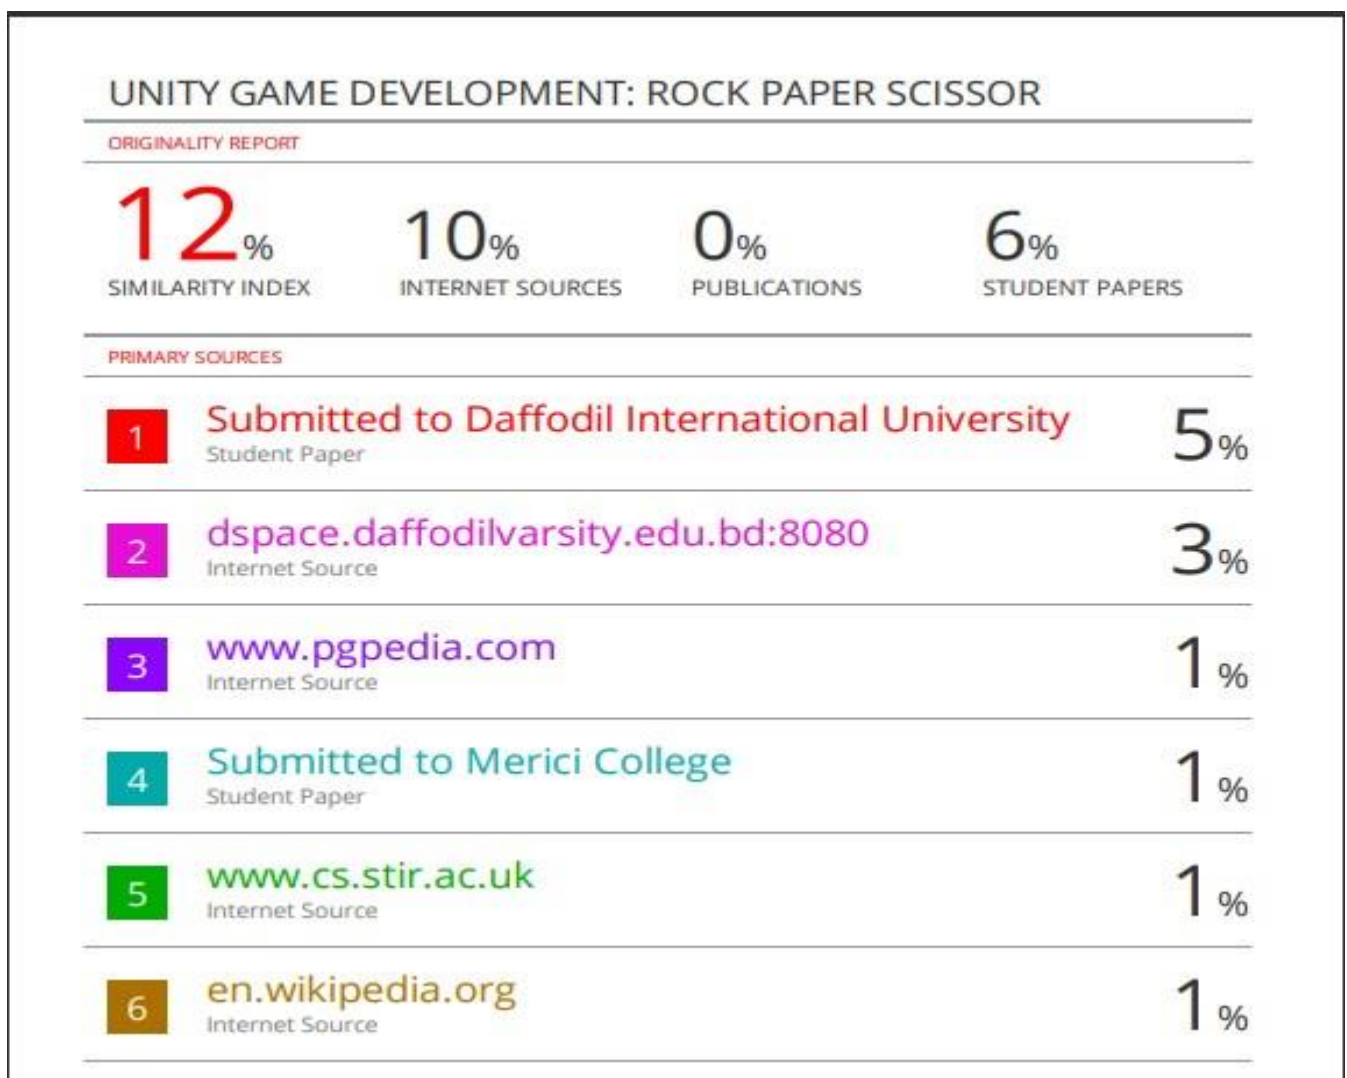 UNITY GAME DEVELOPMENT: ROCK PAPER SCISSOR
ORIGINALITY REPORT
12% 10% 0% 6%
SIMILARITY INDEX INTERNET SOURCES PUBLICATIONS STUDENT PAPERS
PRIMARY SOURCES
1 Submitted to Daffodil International University 5%
Student Paper
2 dspace.daffodilvarsity.edu.bd:8080 3%
Internet Source
3 www.pgpedia.com 1%
Internet Source
4 Submitted to Merici College 1%
Student Paper
5 www.cs.stir.ac.uk 1%
Internet Source
6 en.wikipedia.org 1%
Internet Source